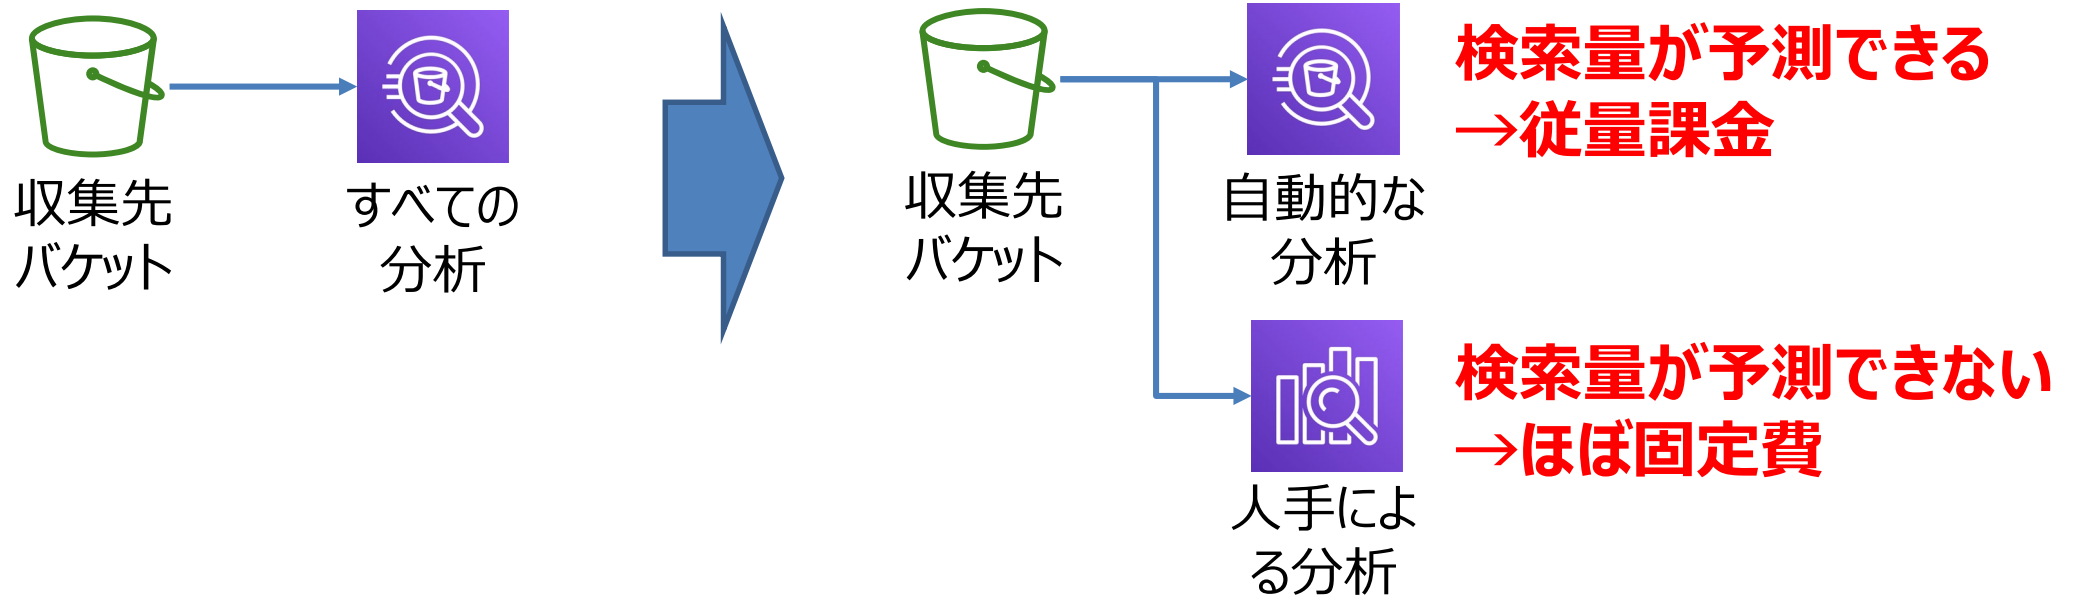 収集先
バケット
すべての
分析
収集先
バケット
自動的な
分析
検索量が予測できる
→従量課金
人手によ
る分析
検索量が予測できない
→ほぼ固定費